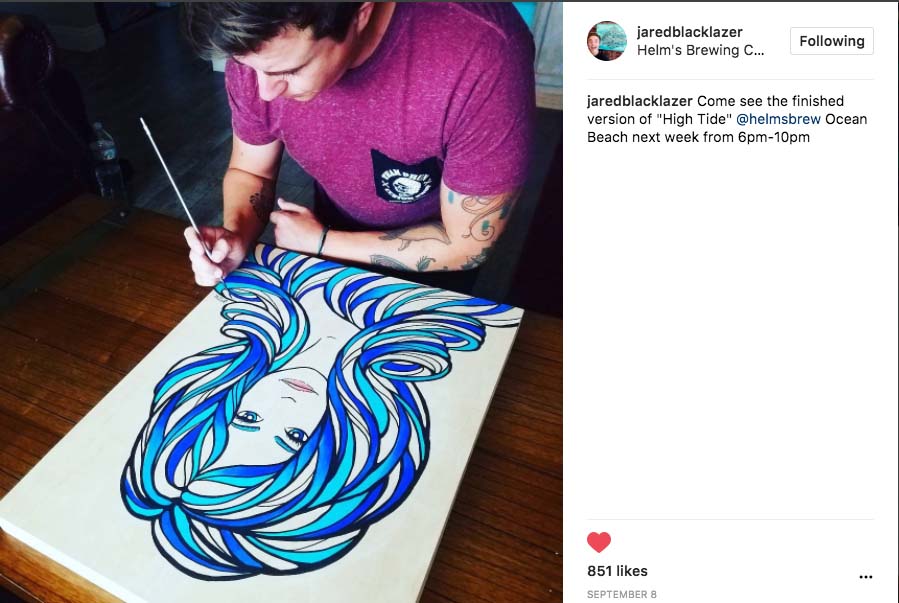 jaredblacklazer
Helm's Brewing C...
Following
jaredblacklazer Come see the finished
version of "High Tide" @helmsbrew Ocean
Beach next week from 6pm-10pm
851 likes
...
SEPTEMBER 8